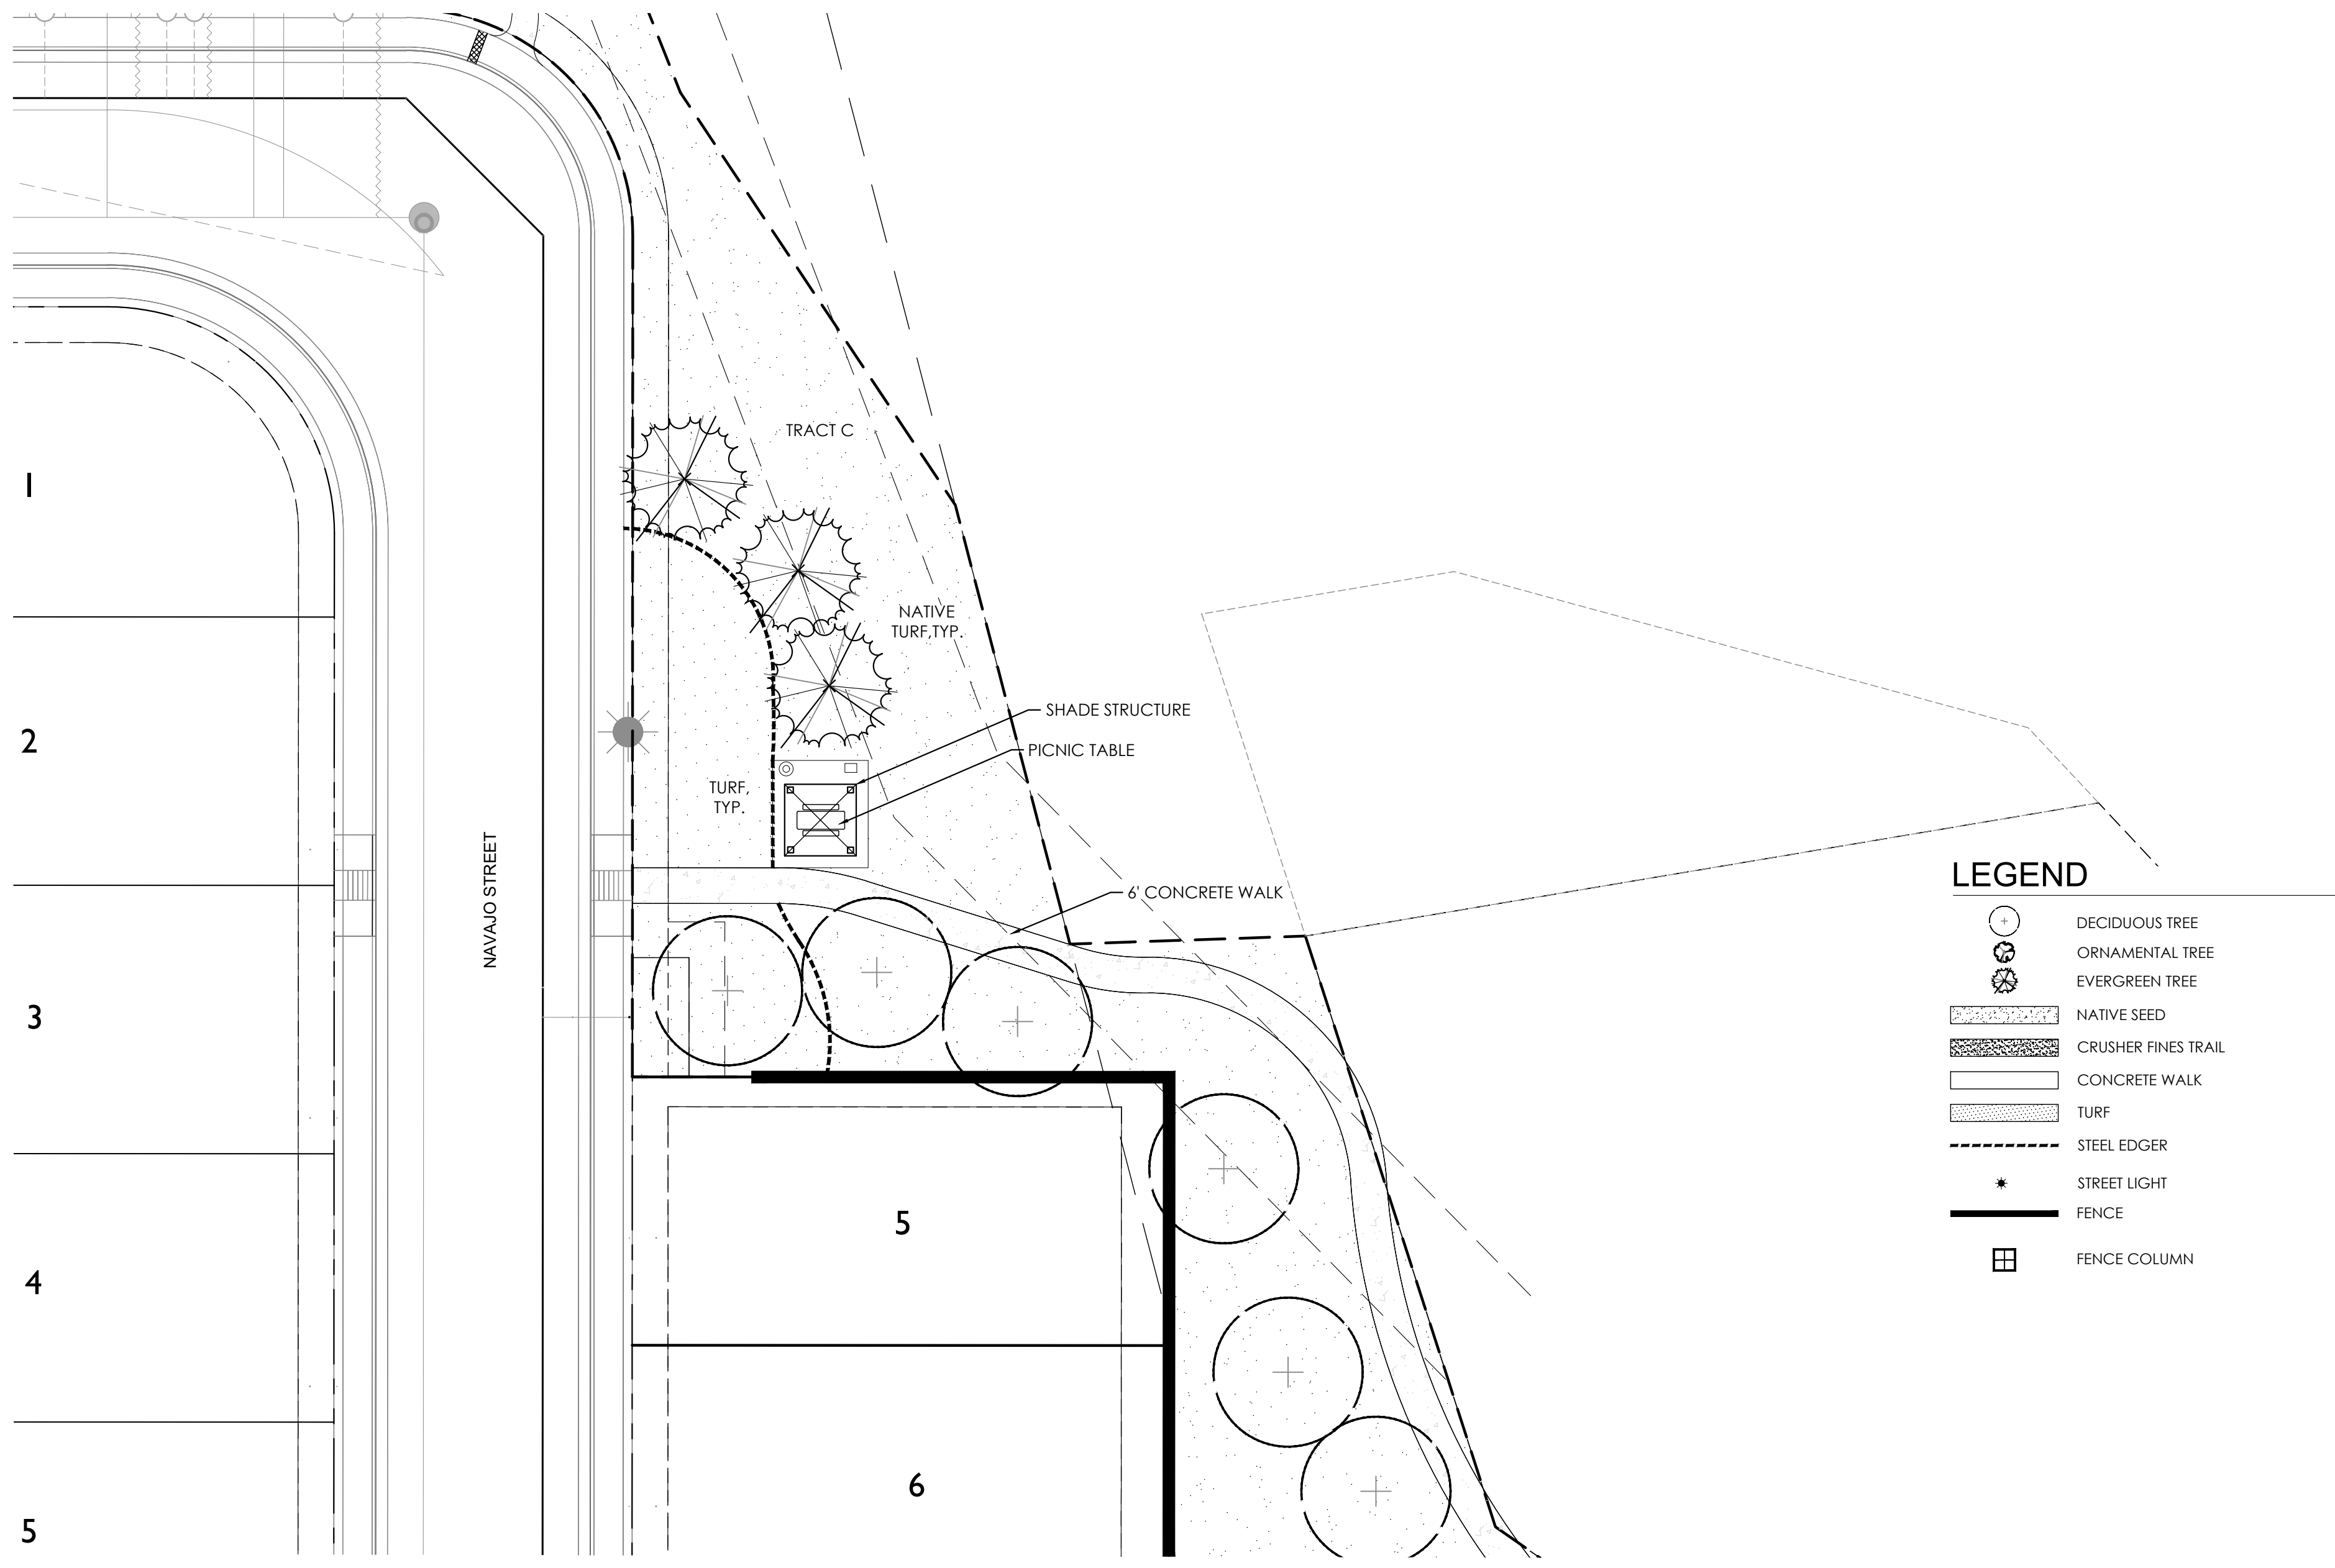 1
2
3
4
5
NAVAJO STREET
TRACT C
NATIVE
TURF,TYP.
SHADE STRUCTURE
PICNIC TABLE
TURF,
TYP.
6' CONCRETE WALK
5
6
LEGEND
DECIDUOUS TREE
ORNAMENTAL TREE
EVERGREEN TREE
NATIVE SEED
CRUSHER FINES TRAIL
CONCRETE WALK
TURF
STEEL EDGER
STREET LIGHT
FENCE
FENCE COLUMN